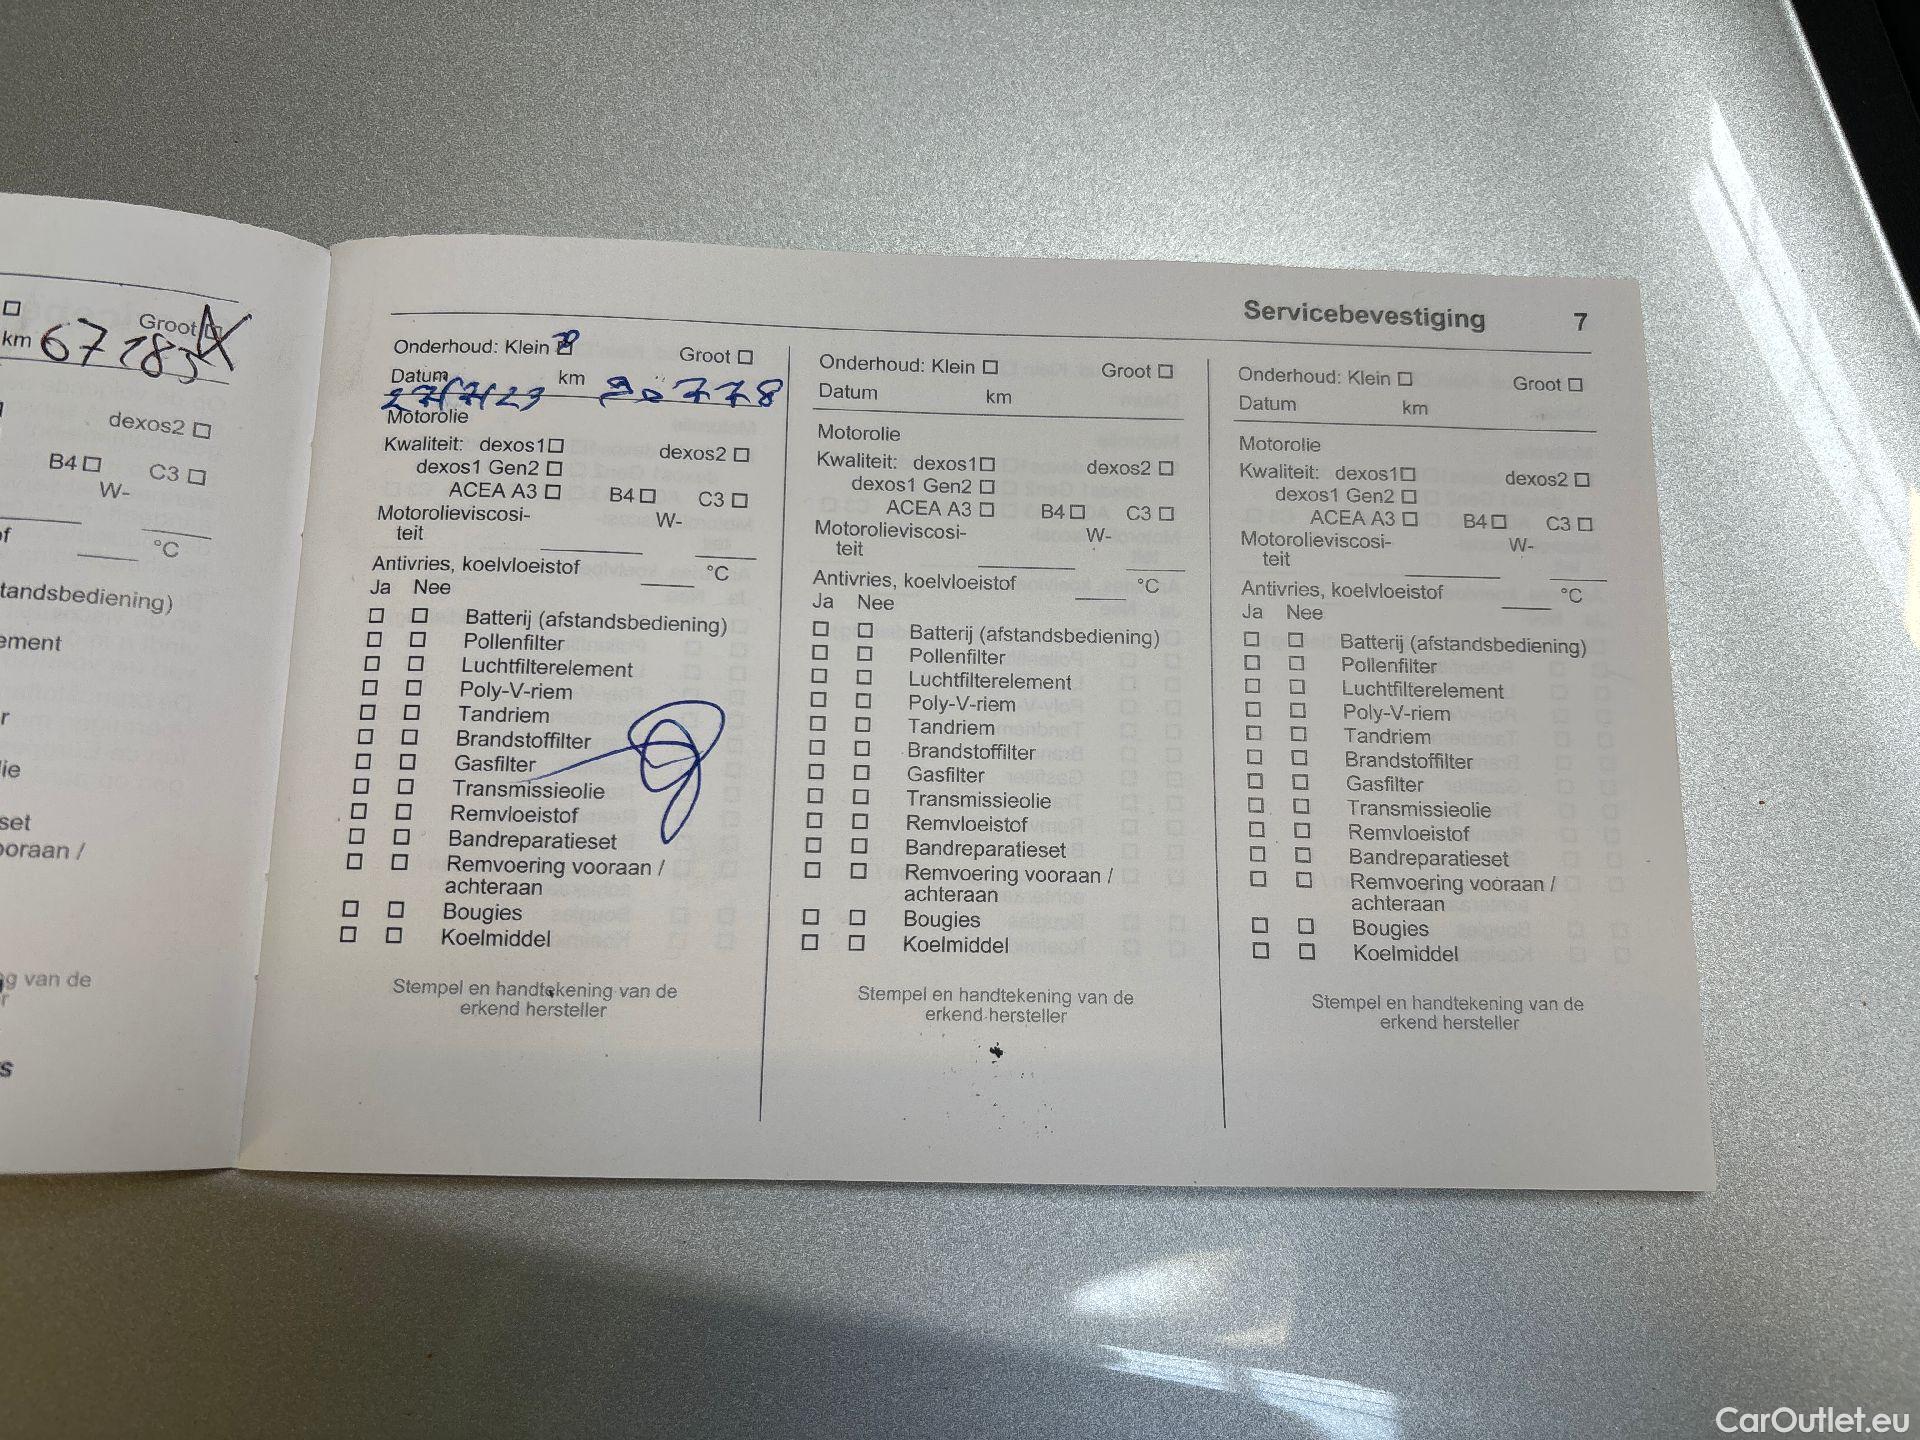 Groot
km 67183
dexos2
B4 C3
W-
°C
tandsbediening)
ement
ooraan /
ng van de
Servicebevestiging 7
Onderhoud: Klein Groot
Datum km
27/7/23 90778
Motorolie
Kwaliteit: dexos1 dexos2
dexos1 Gen2
ACEA A3 B4 C3
Motorolieviscosi- W-
teit
Antivries, koelvloeistof °C
Ja Nee
Batterij (afstandsbediening)
Pollenfilter
Luchtfilterelement
Poly-V-riem
Tandriem
Brandstoffilter
Gasfilter
Transmissieolie
Remvloeistof
Bandreparatieset
Remvoering vooraan /
achteraan
Bougies
Koelmiddel
Stempel en handtekening van de
erkend hersteller
Onderhoud: Klein Groot
Datum km
Motorolie
Kwaliteit: dexos1 dexos2
dexos1 Gen2
ACEA A3 B4 C3
Motorolieviscosi- W-
teit
Antivries, koelvloeistof °C
Ja Nee
Batterij (afstandsbediening)
Pollenfilter
Luchtfilterelement
Poly-V-riem
Tandriem
Brandstoffilter
Gasfilter
Transmissieolie
Remvloeistof
Bandreparatieset
Remvoering vooraan /
achteraan
Bougies
Koelmiddel
Stempel en handtekening van de
erkend hersteller
Onderhoud: Klein Groot
Datum km
Motorolie
Kwaliteit: dexos1 dexos2
dexos1 Gen2
ACEA A3 B4 C3
Motorolieviscosi- W-
teit
Antivries, koelvloeistof °C
Ja Nee
Batterij (afstandsbediening)
Pollenfilter
Luchtfilterelement
Poly-V-riem
Tandriem
Brandstoffilter
Gasfilter
Transmissieolie
Remvloeistof
Bandreparatieset
Remvoering vooraan /
achteraan
Bougies
Koelmiddel
Stempel en handtekening van de
erkend hersteller
CarOutlet.eu